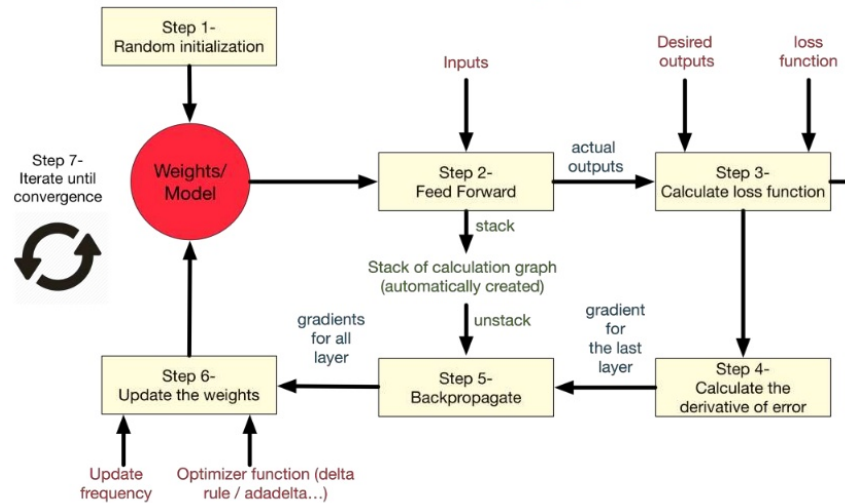 Step 1-
Random initialization
Inputs
Desired
outputs
loss
function
Step 7-
Iterate until
convergence
Weights/
Model
Step 2-
Feed Forward
actual
outputs
Step 3-
Calculate loss function
stack
Stack of calculation graph
(automatically created)
unstack
gradients
for all
layer
gradient
for
the last
layer
Step 6-
Update the weights
Step 5-
Backpropagate
Step 4-
Calculate the
derivative of error
Update
frequency
Optimizer function (delta
rule / adadelta...)